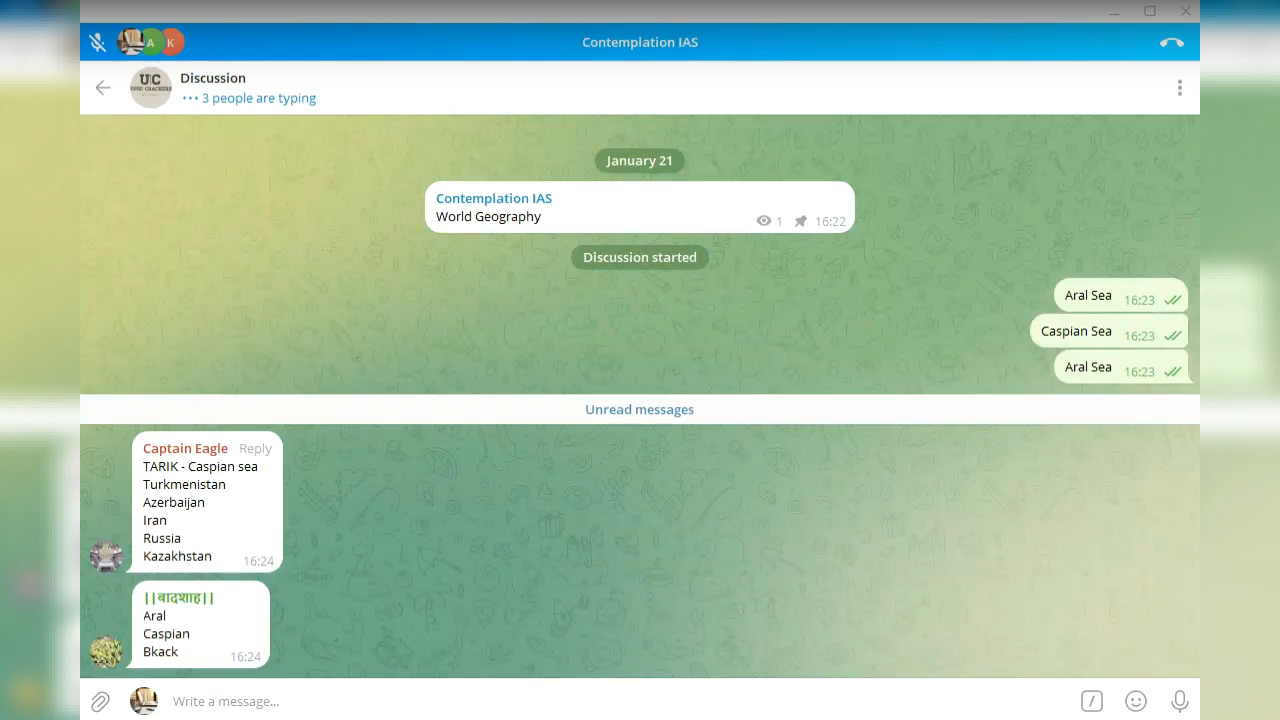 A K
Contemplation IAS
U|C
UPSC CRACKERS
Discussion
3 people are typing
January 21
Contemplation IAS
World Geography
1 16:22
Discussion started
Aral Sea 16:23
Caspian Sea 16:23
Aral Sea 16:23
Unread messages
Captain Eagle Reply
TARIK - Caspian sea
Turkmenistan
Azerbaijan
Iran
Russia
Kazakhstan 16:24
||बादशाह||
Aral
Caspian
Bkack 16:24
Write a message...